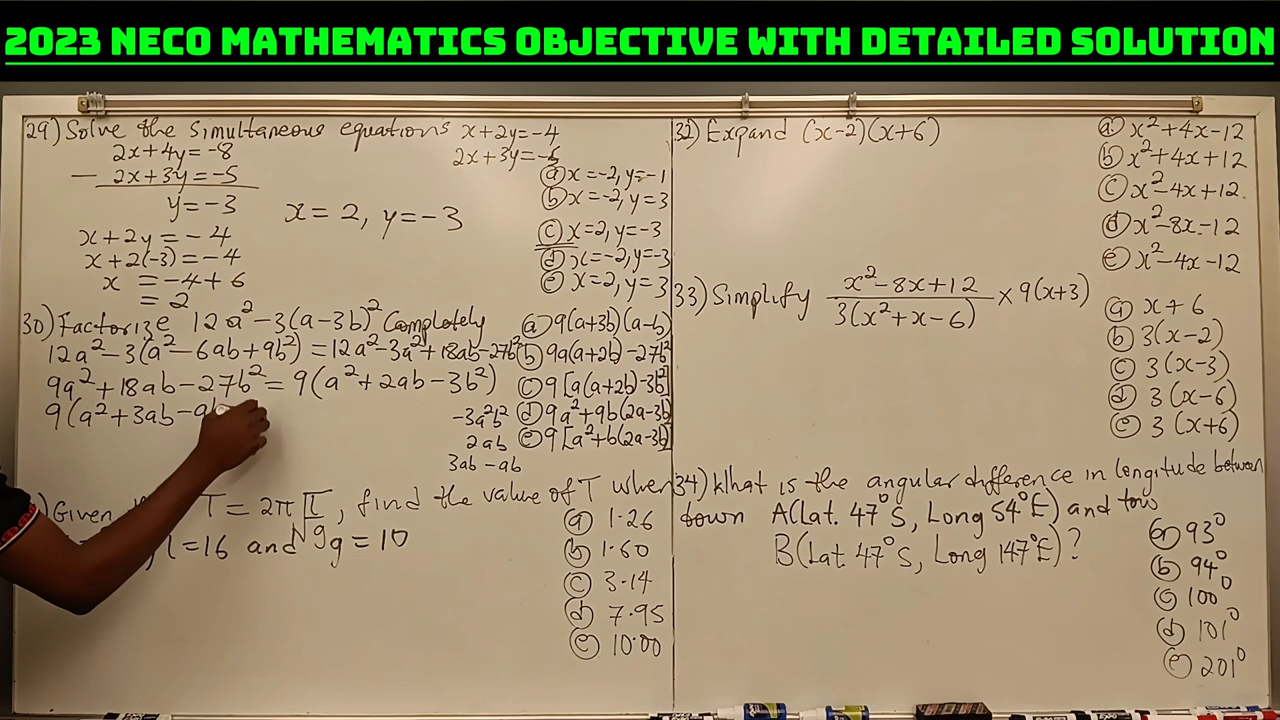 2023 NECO MATHEMATICS OBJECTIVE WITH DETAILED SOLUTION
29) Solve the simultaneous equations x+2y=-4
2x+3y=-5
2x+4y=-8
— 2x+3y=-5
y=-3
x=2, y=-3
x+2y=-4
x+2(-3)=-4
x =-4+6
=2
(a) x=-2, y=-1
(b) x=-2, y=3
(c) x=2, y=-3
(d) x=-2, y=-3
(e) x=2, y=3
30) Factorize 12a²-3(a-3b)² Completely
12a²-3(a²-6ab+9b²)=12a²-3a²+18ab-27b²
9a²+18ab-27b²=9(a²+2ab-3b²)
9(a²+3ab-ab
-3a²b²
2ab
3ab-ab
(a) 9(a+3b)(a-b)
(b) 9a(a+2b)-27b²
(c) 9[a(a+2b)-3b²]
(d) 9a²+9b(2a-3b)
(e) 9[a²+b(2a-3b)]
) Given T=2π√l/g, find the value of T when
l=16 and g=10
(a) 1.26
(b) 1.60
(c) 3.14
(d) 7.95
(e) 10.00
32) Expand (x-2)(x+6)
(a) x²+4x-12
(b) x²+4x+12
(c) x²-4x+12
(d) x²-8x-12
(e) x²-4x-12
33) Simplify x²-8x+12 / 3(x²+x-6) × 9(x+3)
(a) x+6
(b) 3(x-2)
(c) 3(x-3)
(d) 3(x-6)
(e) 3(x+6)
34) What is the angular difference in longitude between
town A(Lat. 47°S, Long 54°E) and tow
B(Lat 47°S, Long 147°E)?
(a) 93°
(b) 94°
(c) 100°
(d) 101°
(e) 201°